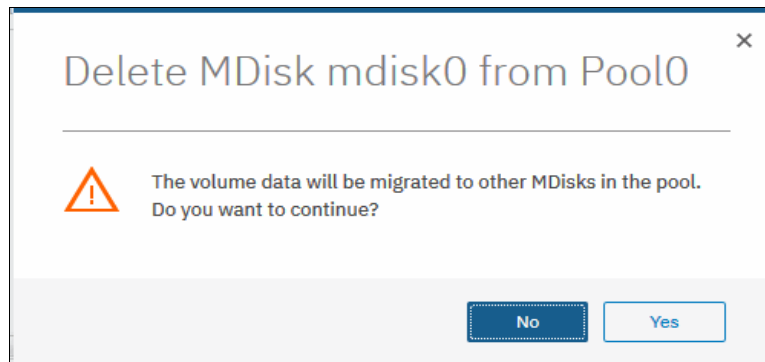 Delete MDisk mdisk0 from Pool0
The volume data will be migrated to other MDisks in the pool.
Do you want to continue?
No
Yes